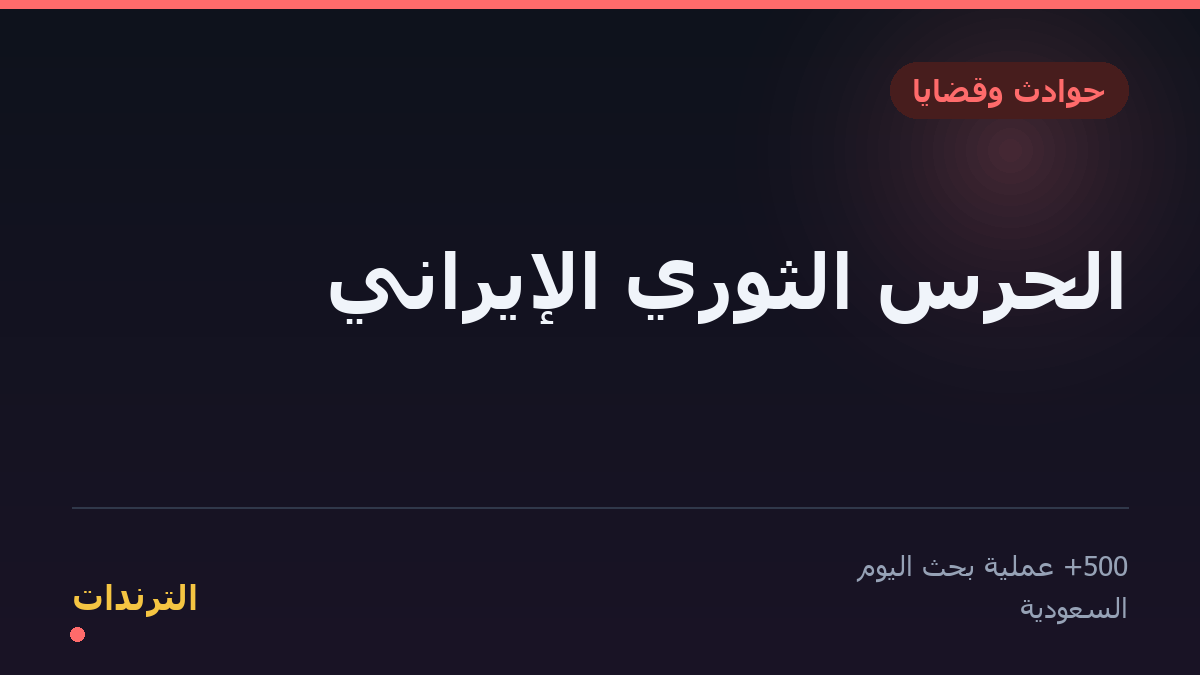 حوادث وقضايا
الحرس الثوري الإيراني
500+ عملية بحث اليوم
السعودية
الترندات